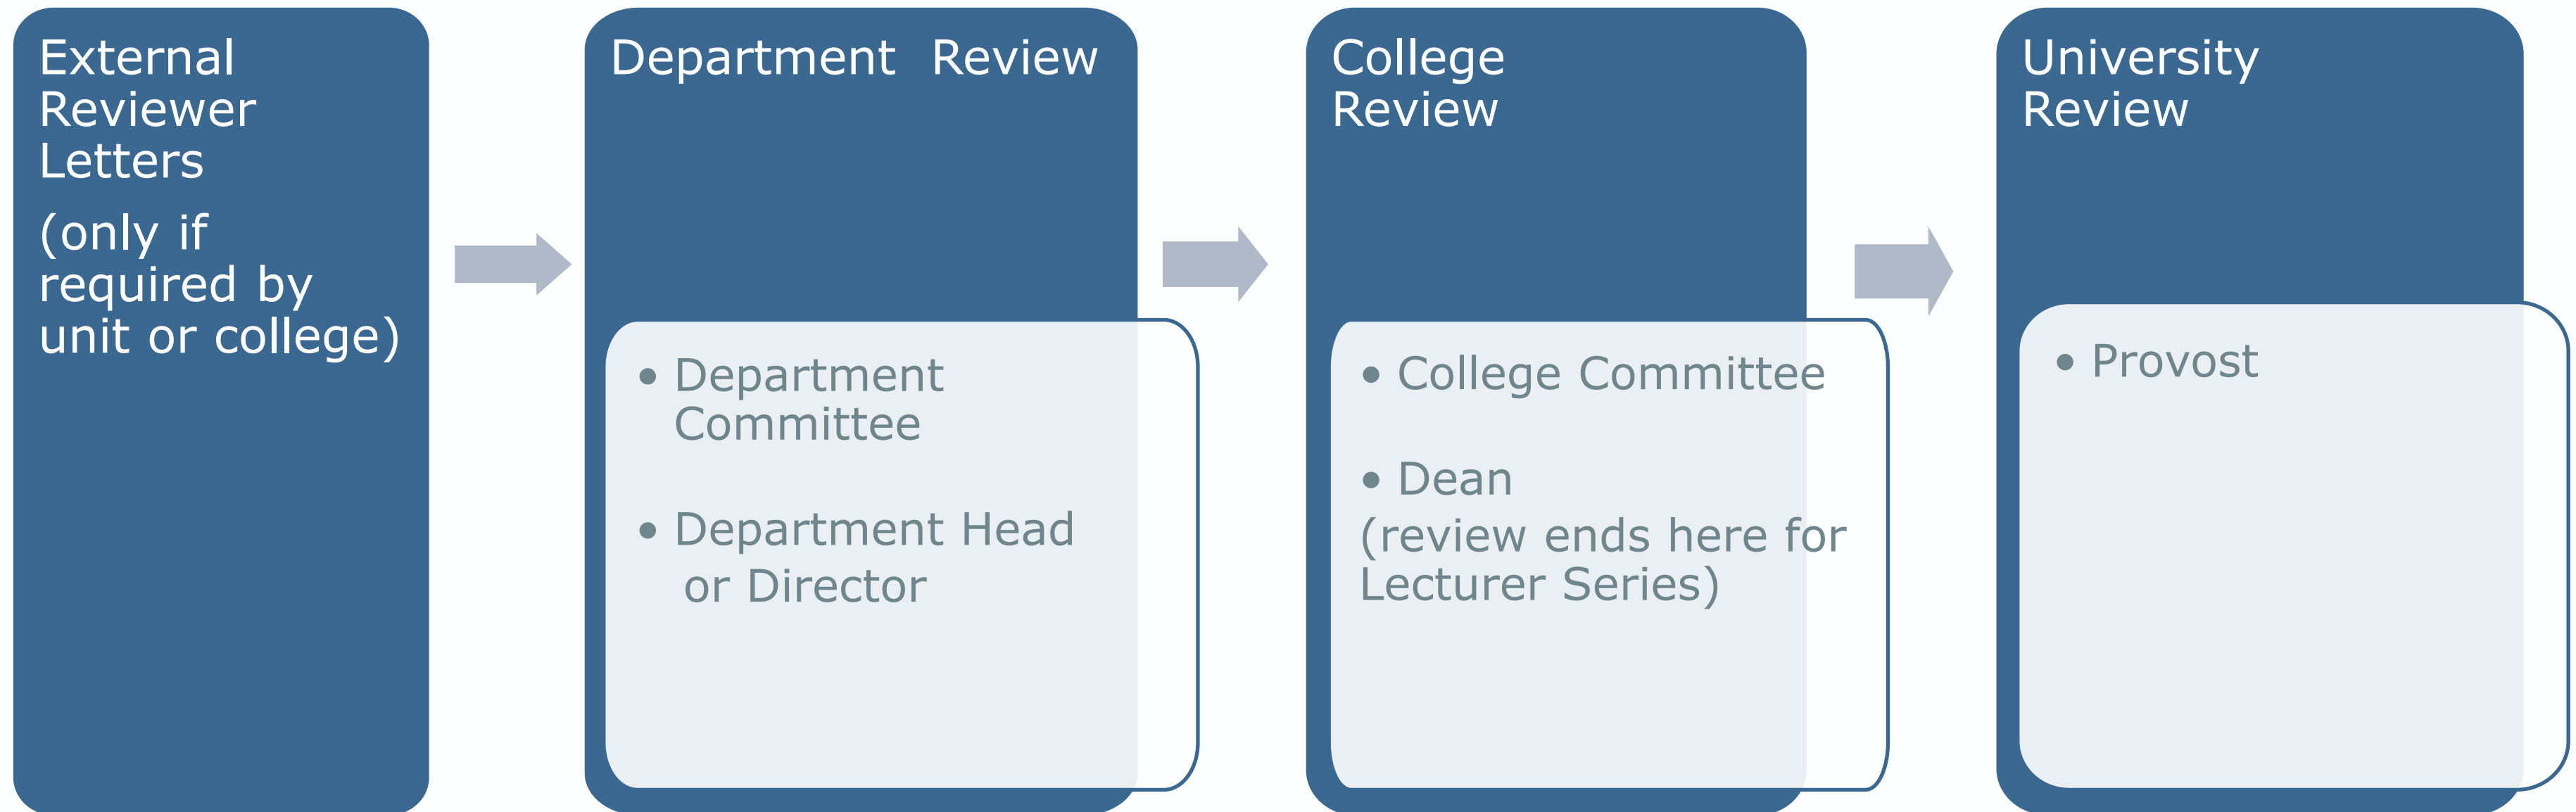 External
Reviewer
Letters
(only if
required by
unit or college)
Department Review
• Department
Committee
• Department Head
or Director
College
Review
• College Committee
• Dean
(review ends here for
Lecturer Series)
University
Review
• Provost